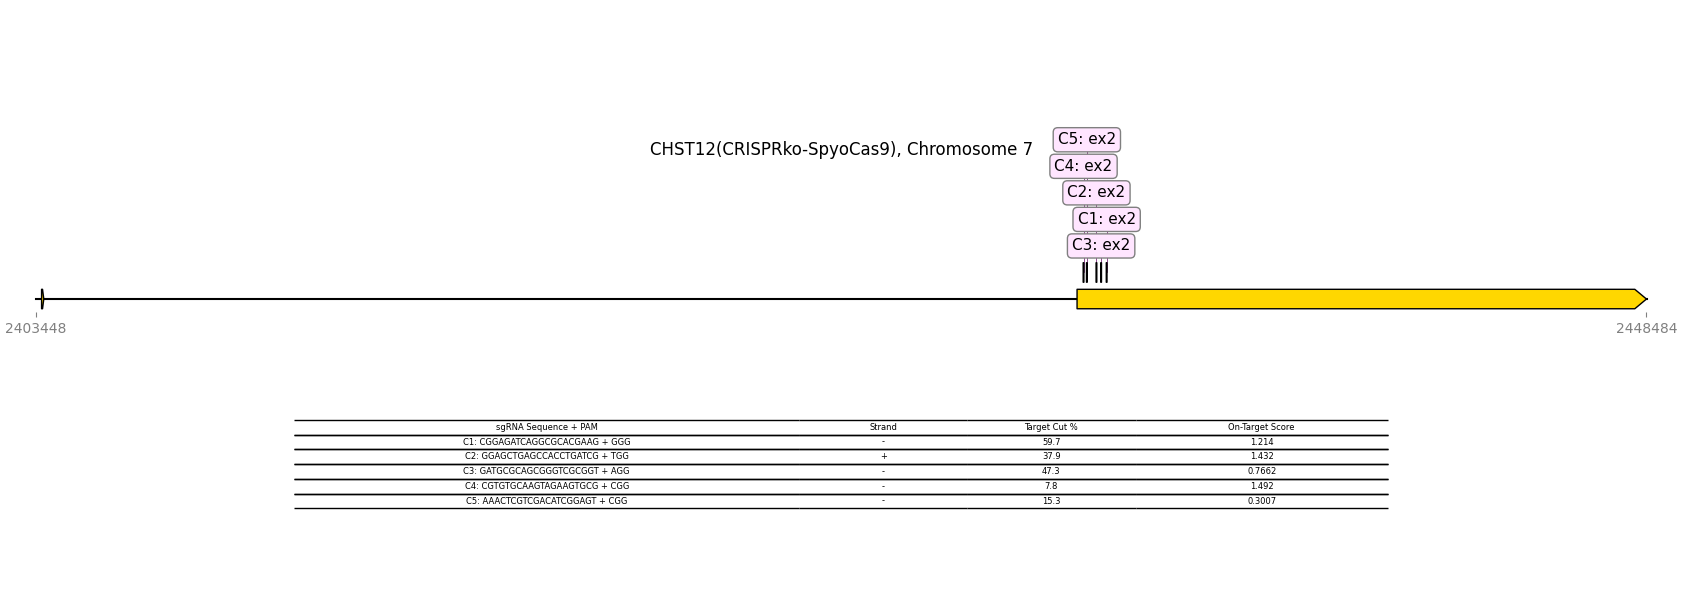 C5: ex2
CHST12(CRISPRko-SpyoCas9), Chromosome 7
C4: ex2
C2: ex2
C1: ex2
C3: ex2
2403448 2448484
sgRNA Sequence + PAM Strand Target Cut % On-Target Score
C1: CGGAGATCAGGCGCACGAAG + GGG - 59.7 1.214
C2: GGAGCTGAGCCACCTGATCG + TGG + 37.9 1.432
C3: GATGCGCAGCGGGTCGCGGT + AGG - 47.3 0.7662
C4: CGTGTGCAAGTAGAAGTGCG + CGG - 7.8 1.492
C5: AAACTCGTCGACATCGGAGT + CGG - 15.3 0.3007